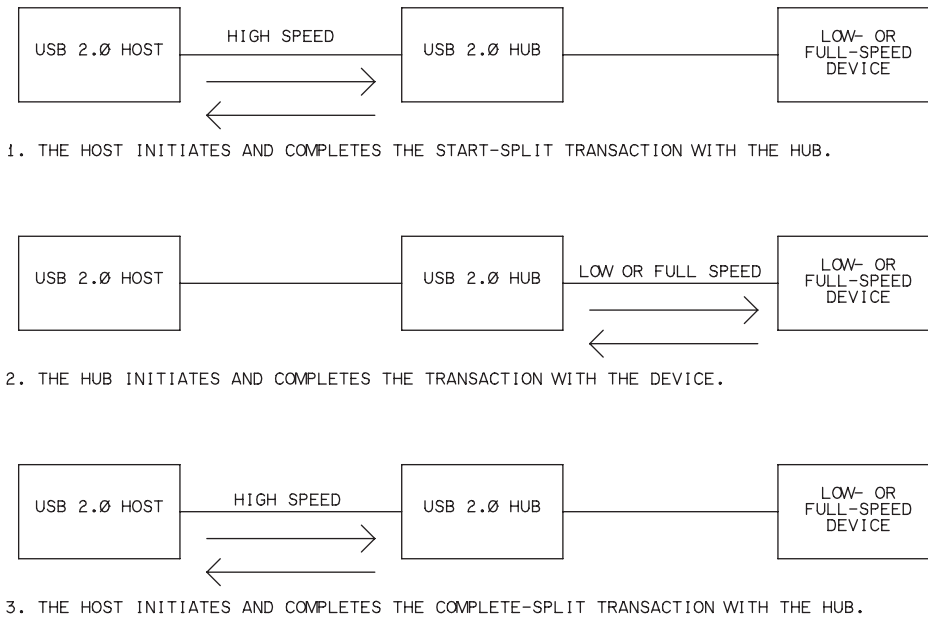 HIGH SPEED
USB 2.Ø HOST
USB 2.Ø HUB
LOW- OR
FULL-SPEED
DEVICE
1. THE HOST INITIATES AND COMPLETES THE START-SPLIT TRANSACTION WITH THE HUB.
USB 2.Ø HOST
USB 2.Ø HUB
LOW OR FULL SPEED
LOW- OR
FULL-SPEED
DEVICE
2. THE HUB INITIATES AND COMPLETES THE TRANSACTION WITH THE DEVICE.
USB 2.Ø HOST
HIGH SPEED
USB 2.Ø HUB
LOW- OR
FULL-SPEED
DEVICE
3. THE HOST INITIATES AND COMPLETES THE COMPLETE-SPLIT TRANSACTION WITH THE HUB.